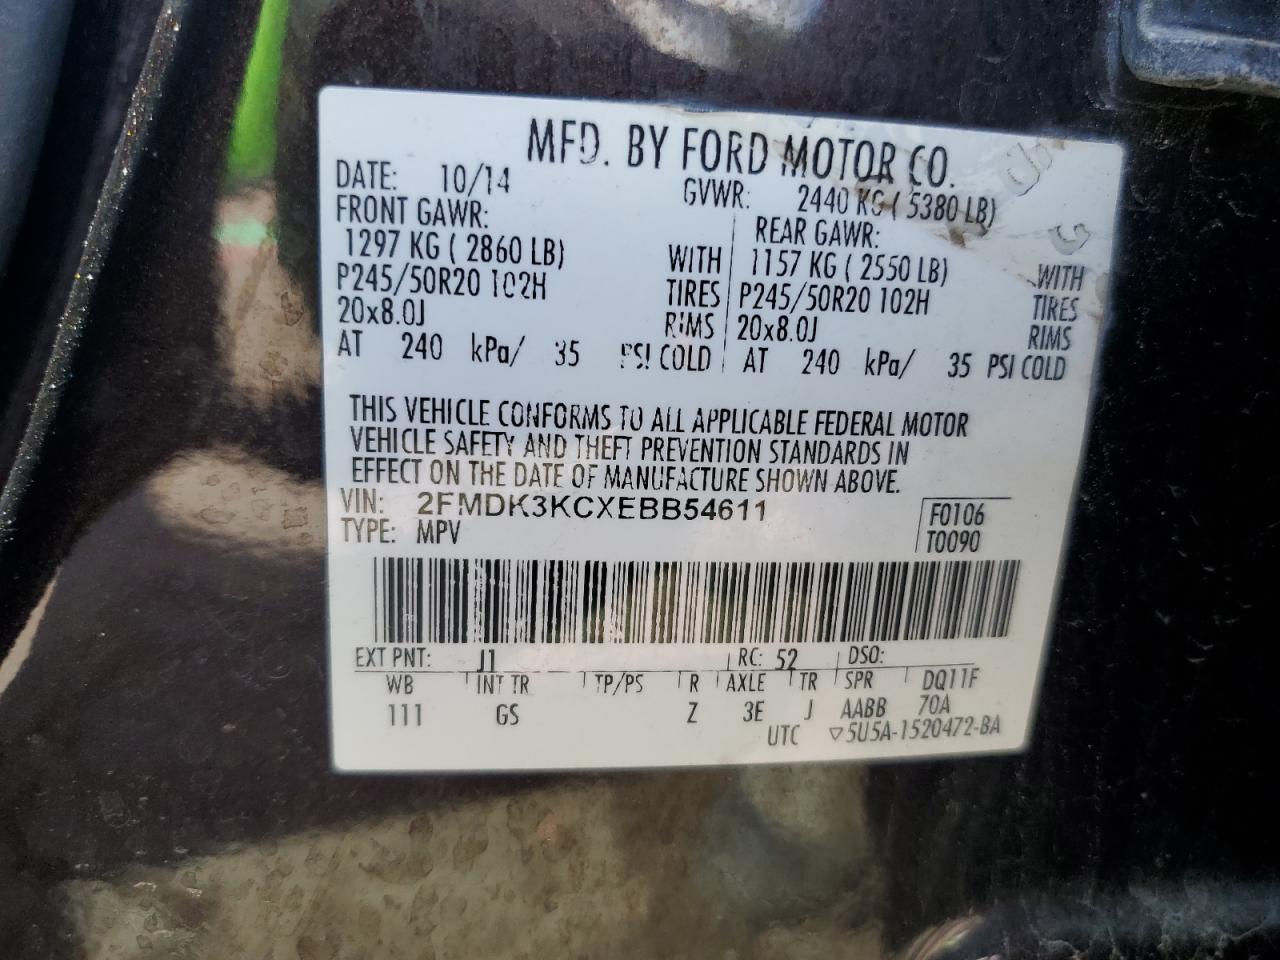 MFD. BY FORD MOTOR CO.
DATE: 10/14 GVWR: 2440 KG ( 5380 LB)
FRONT GAWR: REAR GAWR:
1297 KG ( 2860 LB) WITH 1157 KG ( 2550 LB) WITH
P245/50R20 102H TIRES P245/50R20 102H TIRES
20x8.0J RIMS 20x8.0J RIMS
AT 240 kPa/ 35 PSI COLD AT 240 kPa/ 35 PSI COLD
THIS VEHICLE CONFORMS TO ALL APPLICABLE FEDERAL MOTOR
VEHICLE SAFETY AND THEFT PREVENTION STANDARDS IN
EFFECT ON THE DATE OF MANUFACTURE SHOWN ABOVE.
VIN: 2FMDK3KCXEBB54611 F0106
TYPE: MPV T0090
EXT PNT: J1 RC: 52 DSO:
WB INT TR TP/PS R AXLE TR SPR DQ11F
111 GS Z 3E J AABB 70A
UTC ▽5U5A-1520472-BA